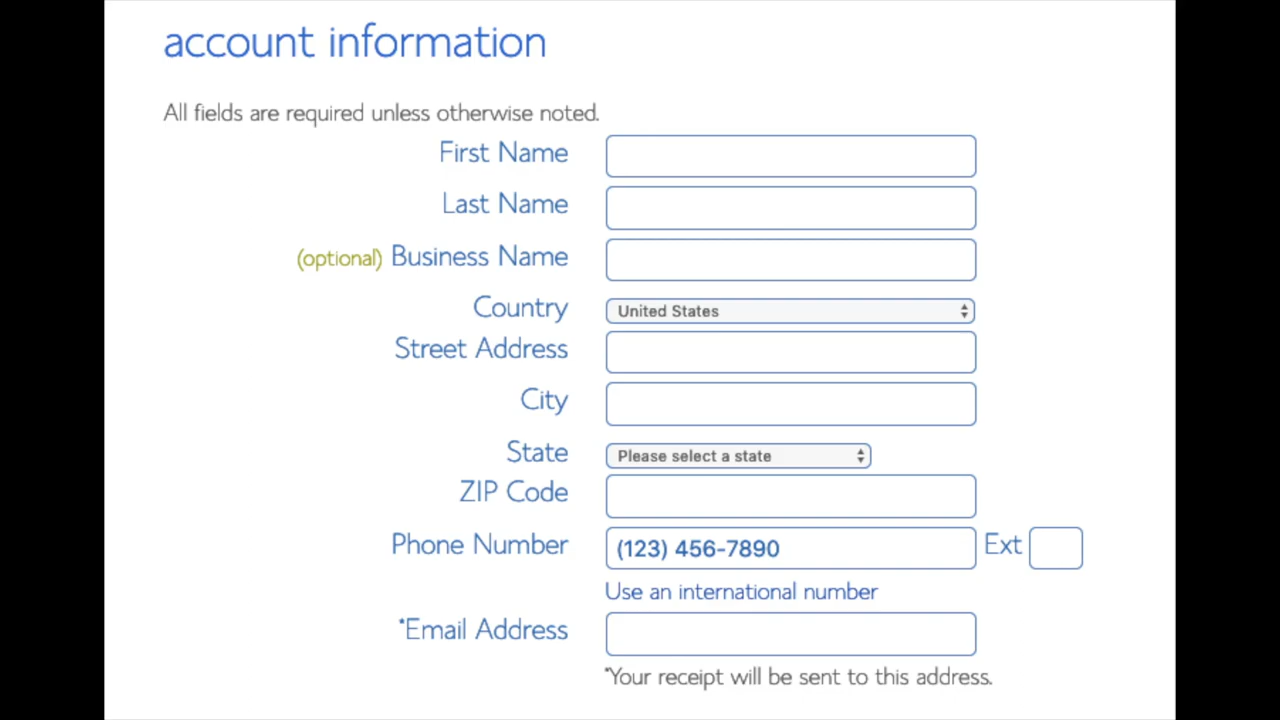 account information
All fields are required unless otherwise noted.
First Name
Last Name
(optional) Business Name
Country United States
Street Address
City
State Please select a state
ZIP Code
Phone Number (123) 456-7890 Ext
Use an international number
*Email Address
*Your receipt will be sent to this address.